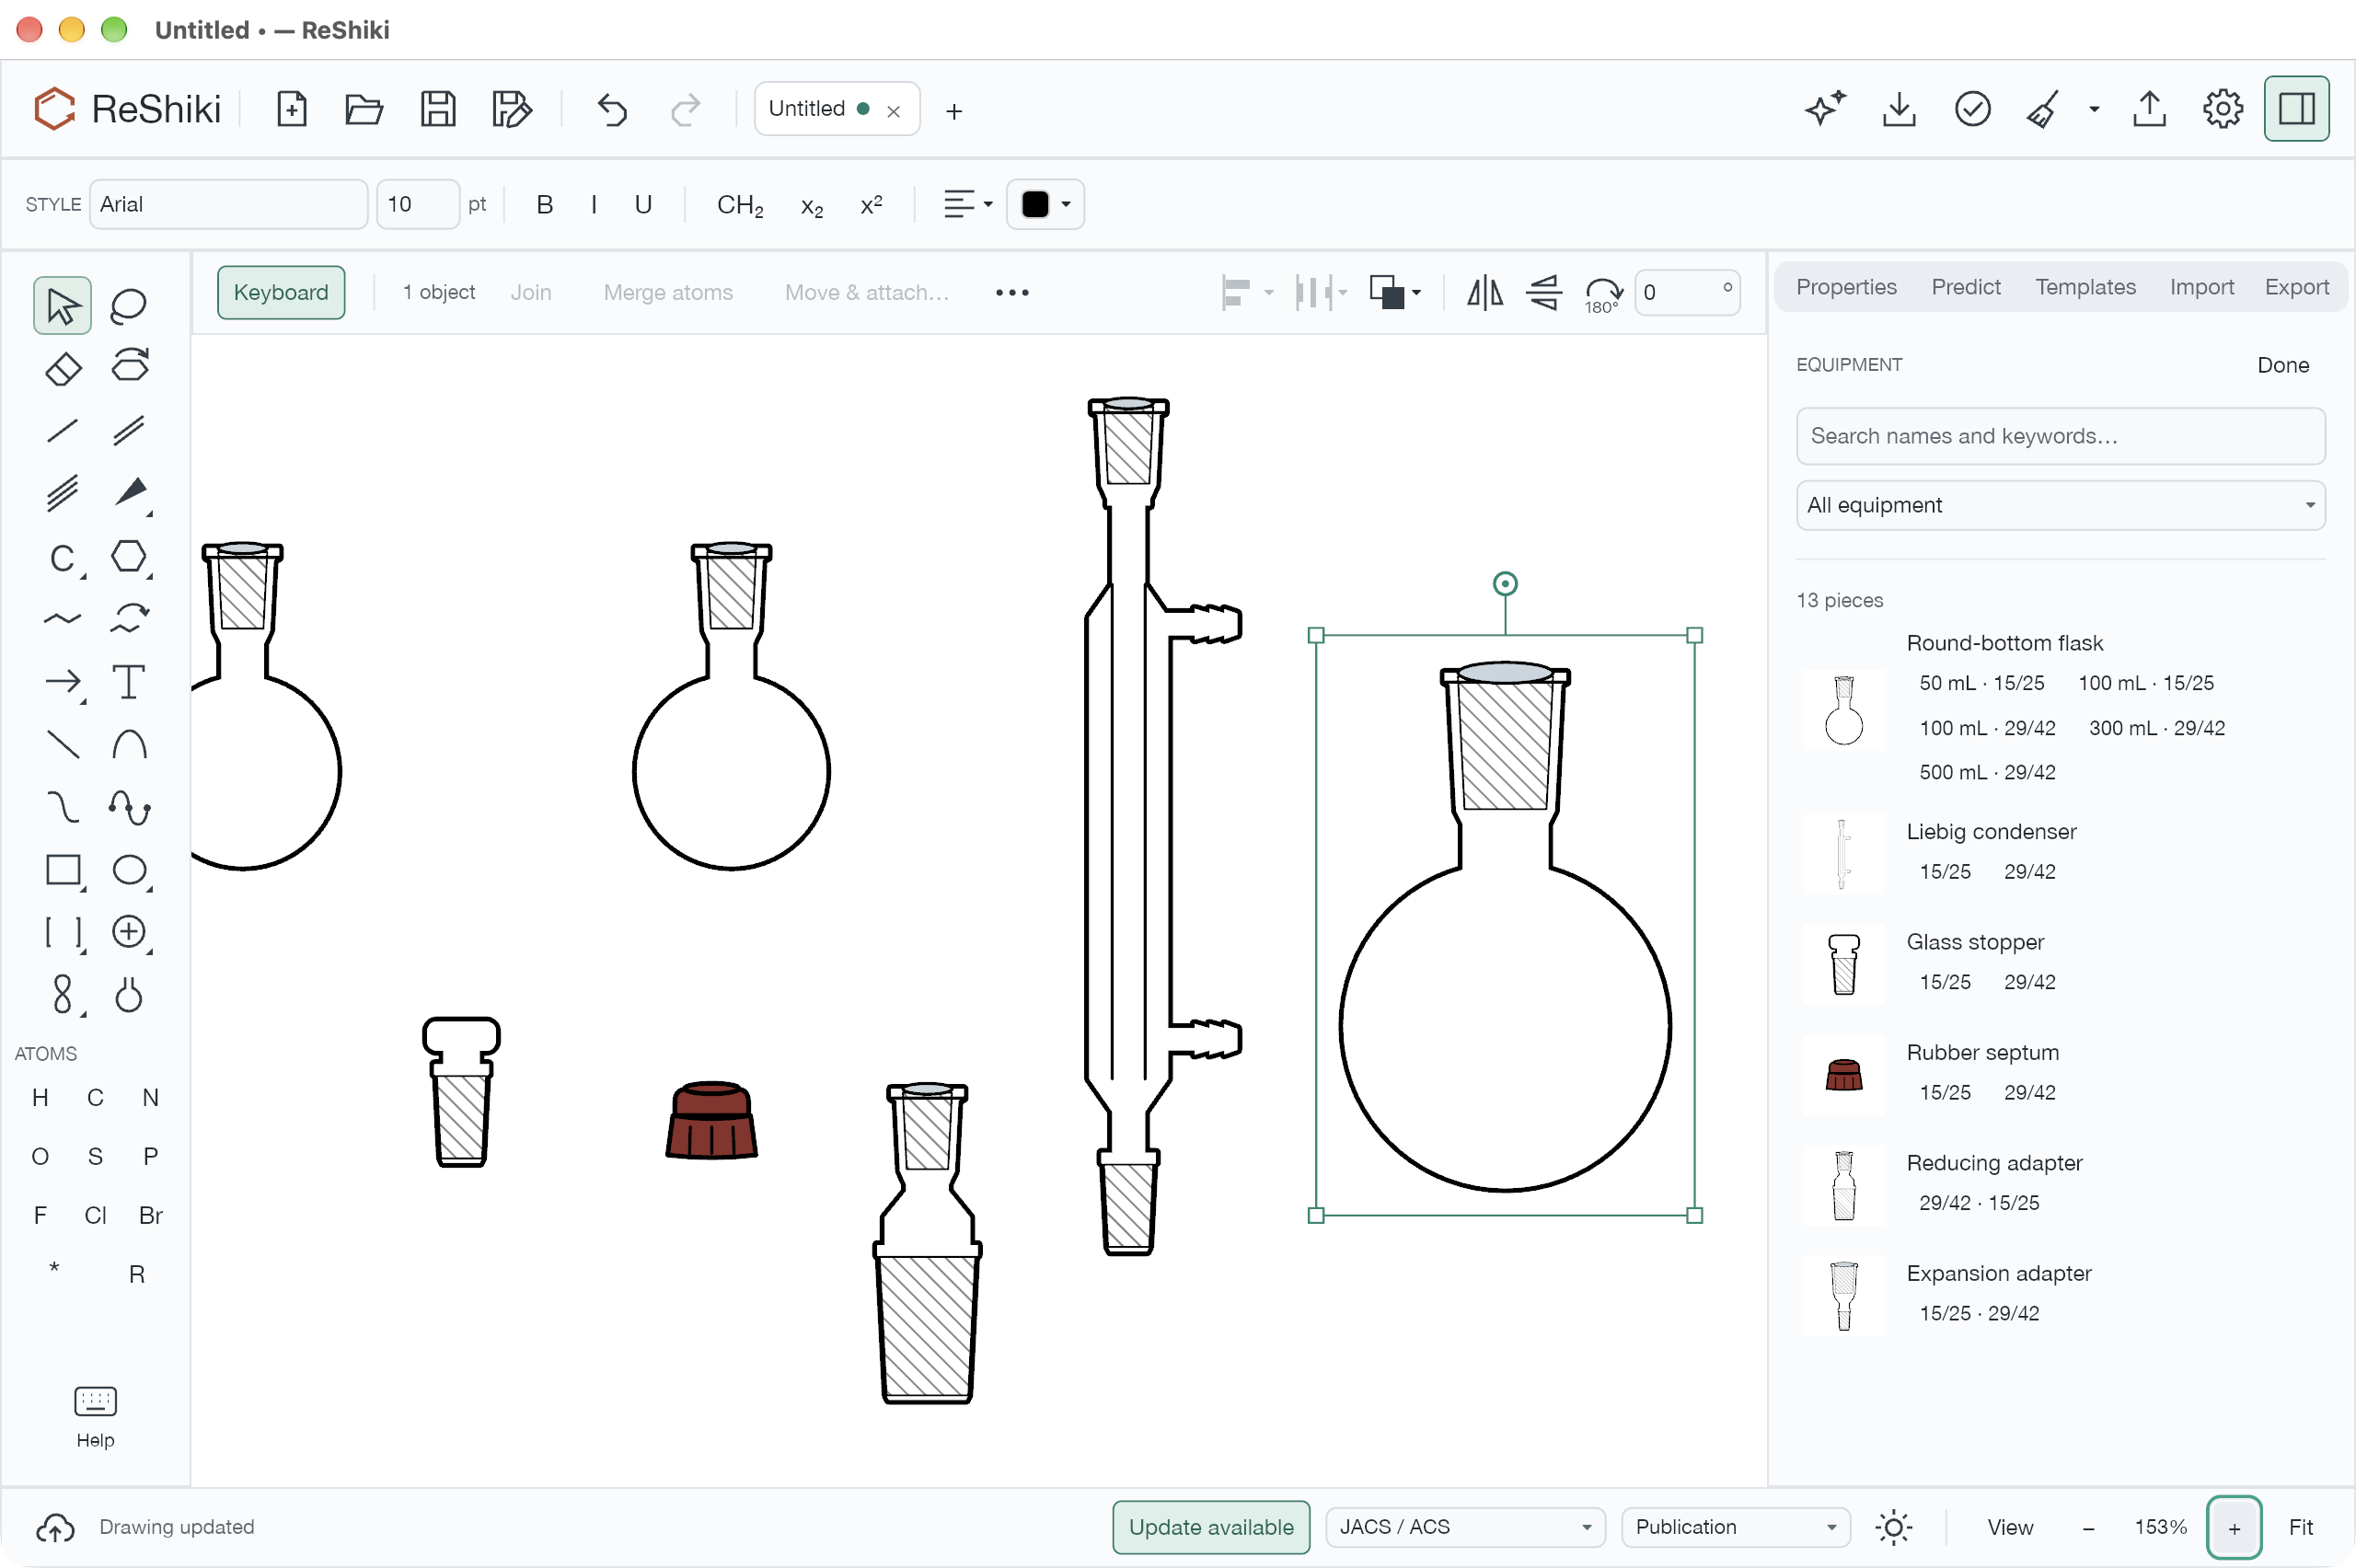 Untitled • — ReShiki
ReShiki
Untitled
STYLE Arial 10 pt B I U CH₂ x₂ x²
Keyboard 1 object Join Merge atoms Move & attach... 180° 0 °
Properties Predict Templates Import Export
EQUIPMENT Done
Search names and keywords...
All equipment
13 pieces
Round-bottom flask
50 mL · 15/25 100 mL · 15/25
100 mL · 29/42 300 mL · 29/42
500 mL · 29/42
Liebig condenser
15/25 29/42
Glass stopper
15/25 29/42
Rubber septum
15/25 29/42
Reducing adapter
29/42 · 15/25
Expansion adapter
15/25 · 29/42
C
T
ATOMS
H C N
O S P
F Cl Br
* R
Help
Drawing updated Update available JACS / ACS Publication View − 153% + Fit